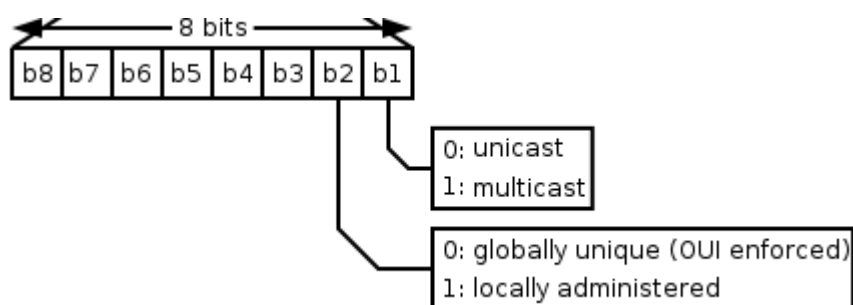 8 bits
b8 b7 b6 b5 b4 b3 b2 b1
0: unicast
1: multicast
0: globally unique (OUI enforced)
1: locally administered